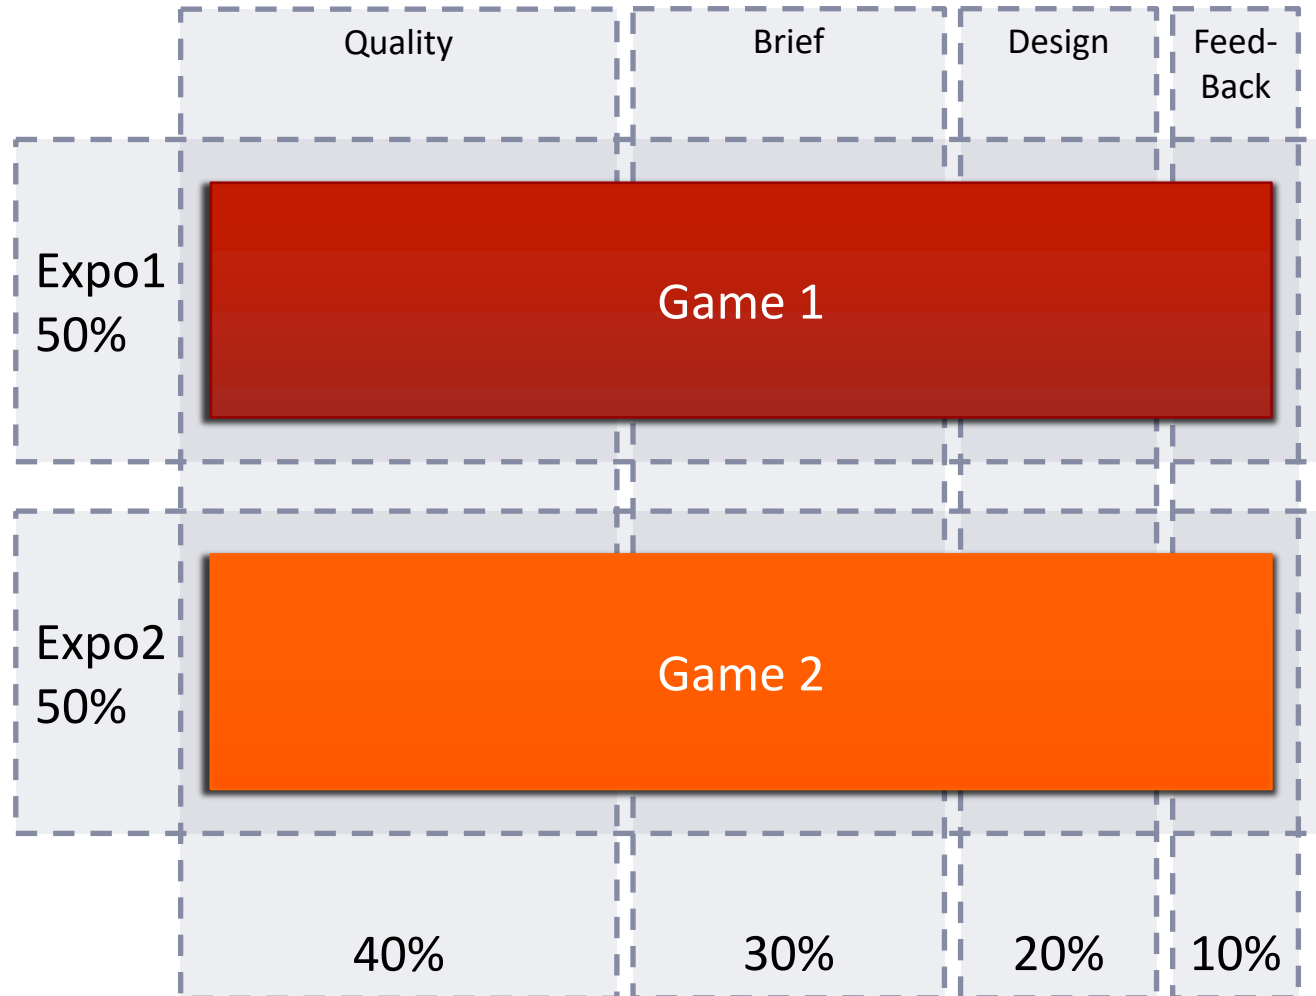 Quality
Brief
Design
Feed-
Back
Expo1
50%
Game 1
Expo2
50%
Game 2
40%
30%
20%
10%